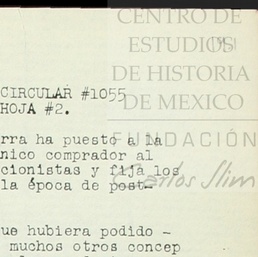 CENTRO DE
ESTUDIOS
DE HISTORIA
DE MEXICO
FUNDACIÓN
Carlos Slim
CIRCULAR #1055
HOJA #2.
rra ha puesto a la
nico comprador al
cionistas y fija los
la época de post-
ue hubiera podido -
muchos otros concep